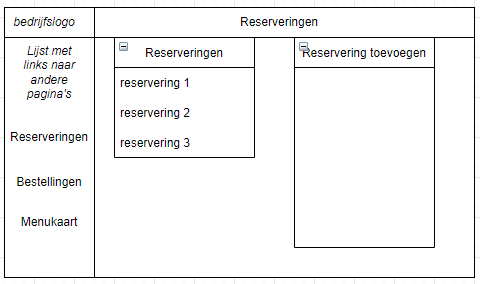 bedrijfslogo
Reserveringen
Lijst met
links naar
andere
pagina's
Reserveringen
Bestellingen
Menukaart
Reserveringen
reservering 1
reservering 2
reservering 3
Reservering toevoegen